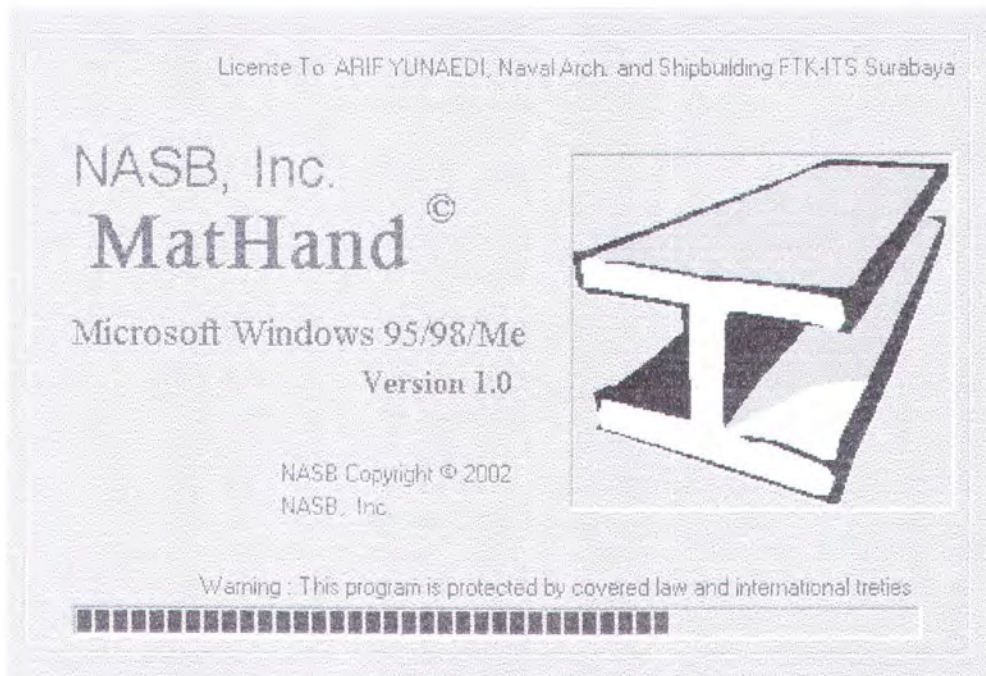 License To ARIF YUNAEDI, Naval Arch. and Shipbuilding FTK-ITS Surabaya
NASB, Inc.
MatHand ©
Microsoft Windows 95/98/Me
Version 1.0
NASB Copyright © 2002
NASB, Inc.
Warning : This program is protected by covered law and international treties